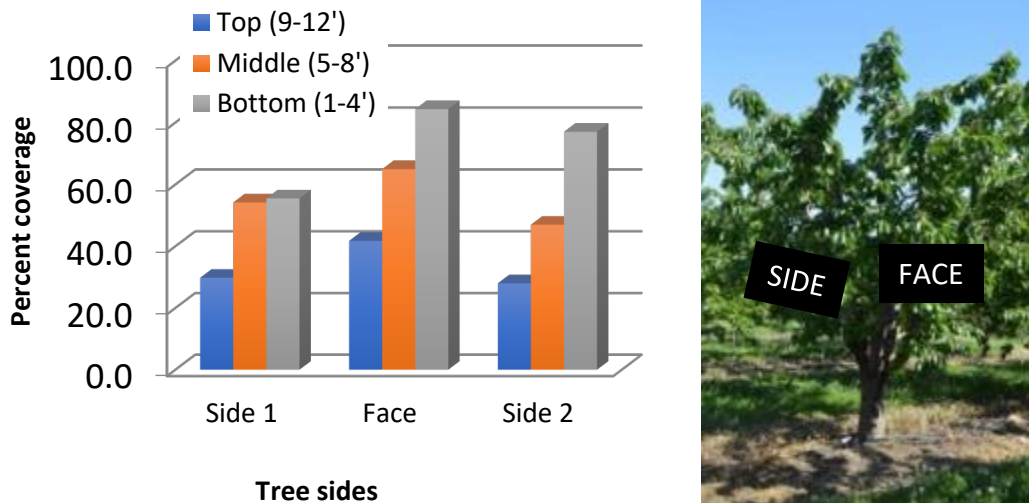 Top (9-12')
Middle (5-8')
Bottom (1-4')
100.0
80.0
60.0
40.0
20.0
0.0
Percent coverage
Side 1 Face Side 2
Tree sides
SIDE
FACE